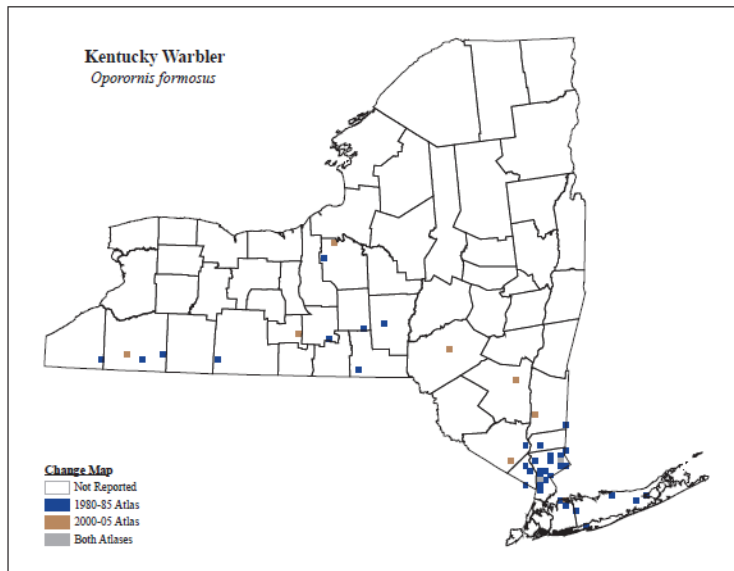 Kentucky Warbler
Oporornis formosus
Change Map
Not Reported
1980-85 Atlas
2000-05 Atlas
Both Atlases